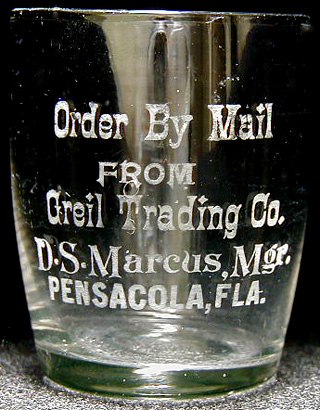 Order By Mail
FROM
Greil Trading Co.
D.S. Marcus, Mgr.
PENSACOLA, FLA.